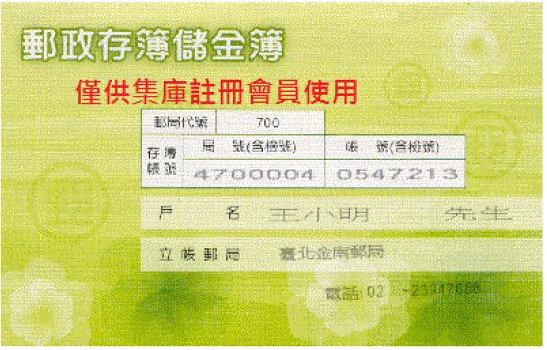 郵政存簿儲金簿
僅供集庫註冊會員使用
郵局代號 700
存簿帳號 局 號(含檢號) 帳 號(含檢號)
4700004 0547213
戶 名 王小明 先生
立帳郵局 臺北金南郵局
電話: 02